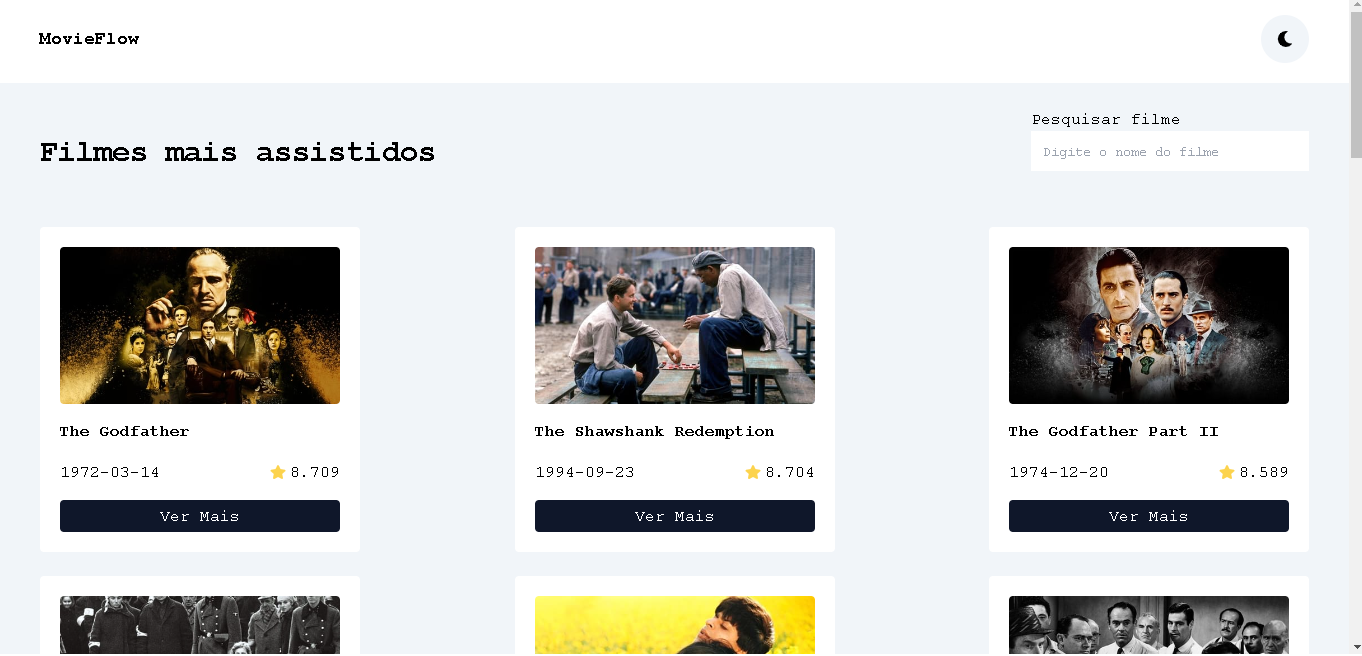 MovieFlow
Pesquisar filme
Digite o nome do filme
Filmes mais assistidos
The Godfather
1972-03-14
8.709
Ver Mais
The Shawshank Redemption
1994-09-23
8.704
Ver Mais
The Godfather Part II
1974-12-20
8.589
Ver Mais